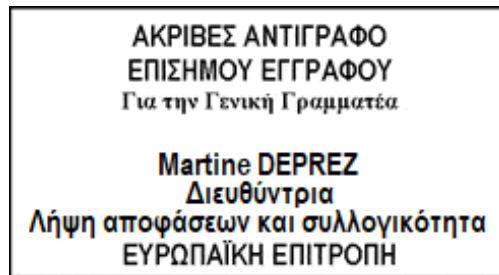 ΑΚΡΙΒΕΣ ΑΝΤΙΓΡΑΦΟ
ΕΠΙΣΗΜΟΥ ΕΓΓΡΑΦΟΥ
Για την Γενική Γραμματέα
Martine DEPREZ
Διευθύντρια
Λήψη αποφάσεων και συλλογικότητα
ΕΥΡΩΠΑΪΚΗ ΕΠΙΤΡΟΠΗ